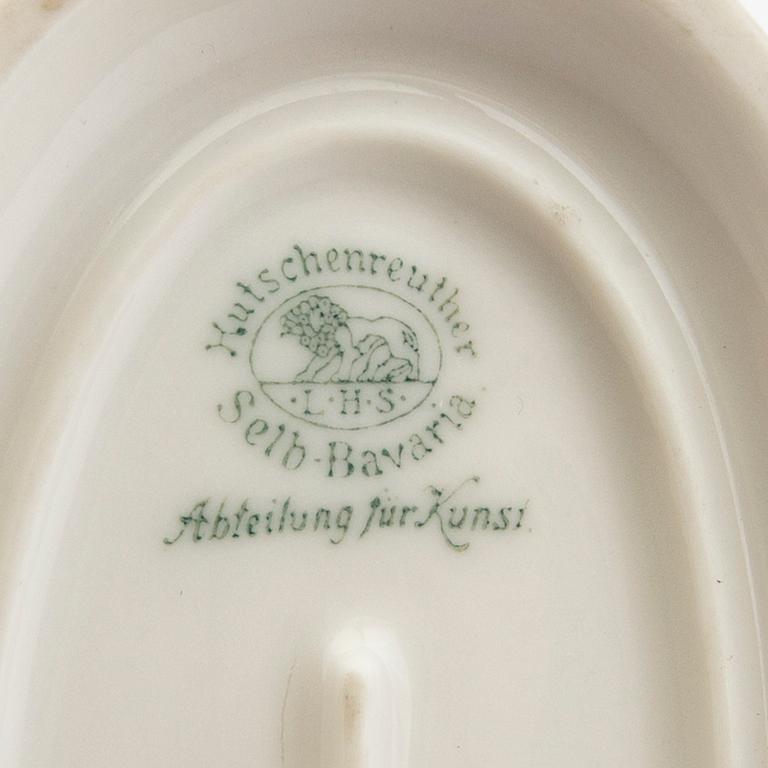 Hutschenreuther
·L·H·S·
Selb-Bavaria.
Abteilung für Kunst.